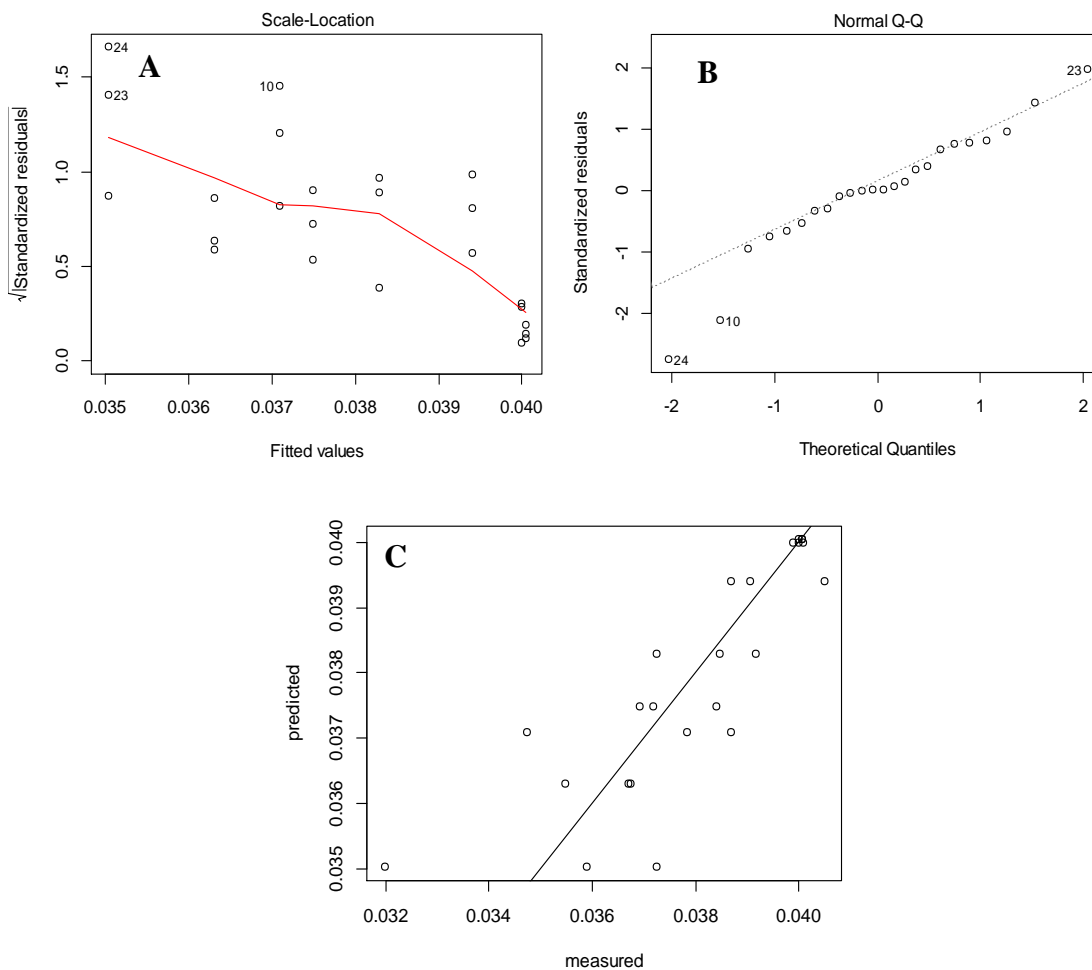 Scale-Location
A
24
23
10
√|Standardized residuals|
0.0
0.5
1.0
1.5
0.035 0.036 0.037 0.038 0.039 0.040
Fitted values
Normal Q-Q
B
23
10
24
Standardized residuals
-2
-1
0
1
2
-2 -1 0 1 2
Theoretical Quantiles
C
predicted
0.035
0.036
0.037
0.038
0.039
0.040
0.032 0.034 0.036 0.038 0.040
measured